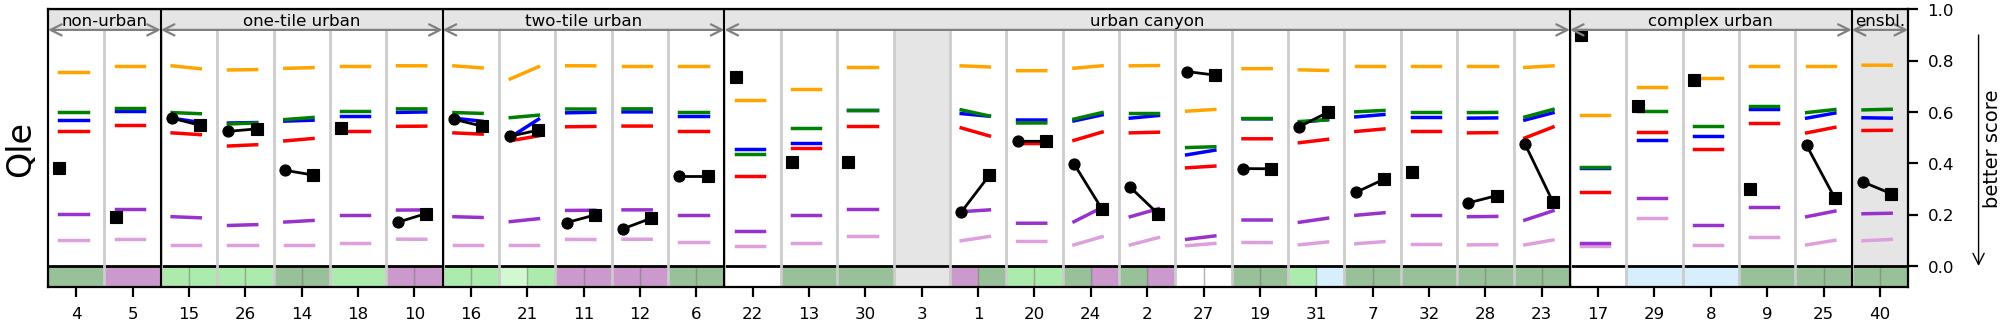 non-urban one-tile urban two-tile urban urban canyon complex urban ensbl.
1.0
0.8
0.6
0.4
0.2
0.0
Qle
better score
4 5 15 26 14 18 10 16 21 11 12 6 22 13 30 3 1 20 24 2 27 19 31 7 32 28 23 17 29 8 9 25 40